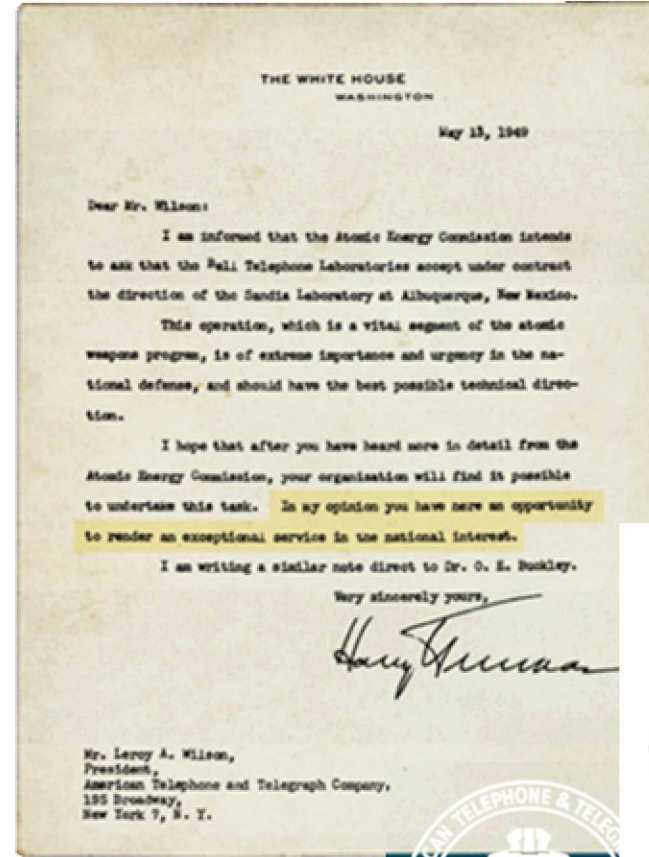 THE WHITE HOUSE
WASHINGTON
May 13, 1949
Dear Mr. Wilson:
I am informed that the Atomic Energy Commission intends
to ask that the Bell Telephone Laboratories accept under contract
the direction of the Sandia Laboratory at Albuquerque, New Mexico.
This operation, which is a vital segment of the atomic
weapons program, is of extreme importance and urgency in the na-
tional defense, and should have the best possible technical direc-
tion.
I hope that after you have heard more in detail from the
Atomic Energy Commission, your organization will find it possible
to undertake this task. In my opinion you have here an opportunity
to render an exceptional service in the national interest.
I am writing a similar note direct to Dr. O. E. Buckley.
Very sincerely yours,
Harry Truman
Mr. Leroy A. Wilson,
President,
American Telephone and Telegraph Company,
195 Broadway,
New York 7, N. Y.
CAN TELEPHONE & TELEG